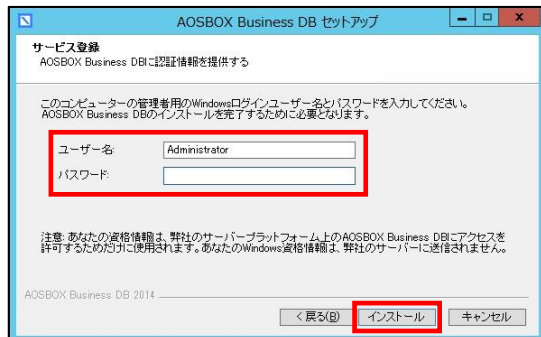 AOSBOX Business DB セットアップ
サービス登録
AOSBOX Business DBに認証情報を提供する
このコンピューターの管理者用のWindowsログインユーザー名とパスワードを入力してください。
AOSBOX Business DBのインストールを完了するために必要となります。
ユーザー名:
Administrator
パスワード:
注意: あなたの資格情報は、弊社のサーバープラットフォーム上のAOSBOX Business DBにアクセスを
許可するためだけに使用されます。あなたのWindows資格情報は、弊社のサーバーに送信されません。
AOSBOX Business DB 2014
< 戻る(B)
インストール
キャンセル